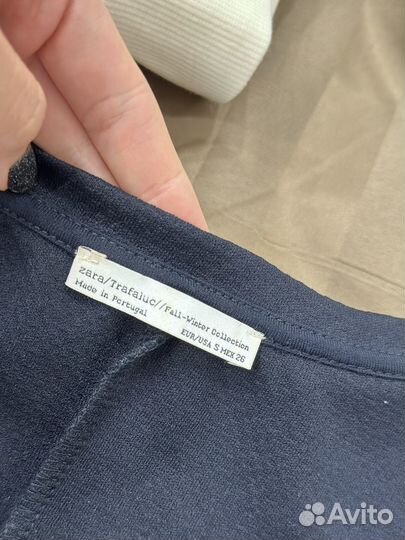 zara/Trafaluc//Fall-Winter Collection
Made in Portugal
EUR/USA S MEX 26
Avito